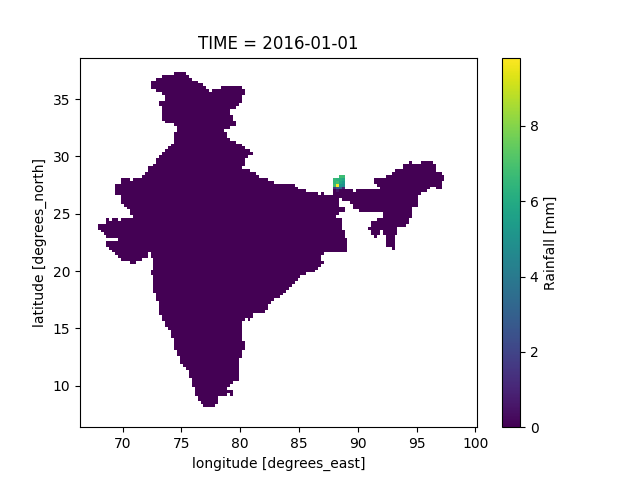 TIME = 2016-01-01
35
30
25
20
15
10
latitude [degrees_north]
70 75 80 85 90 95 100
longitude [degrees_east]
8
6
4
2
0
Rainfall [mm]